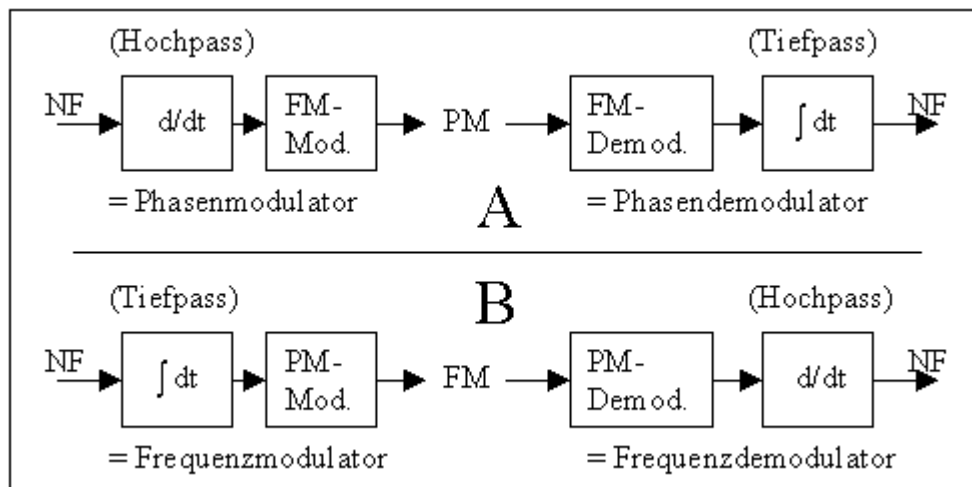 (Hochpass) (Tiefpass)
NF d/dt FM-Mod. PM FM-Demod. ∫ dt NF
= Phasenmodulator A = Phasendemodulator
(Tiefpass) B (Hochpass)
NF ∫ dt PM-Mod. FM PM-Demod. d/dt NF
= Frequenzmodulator = Frequenzdemodulator